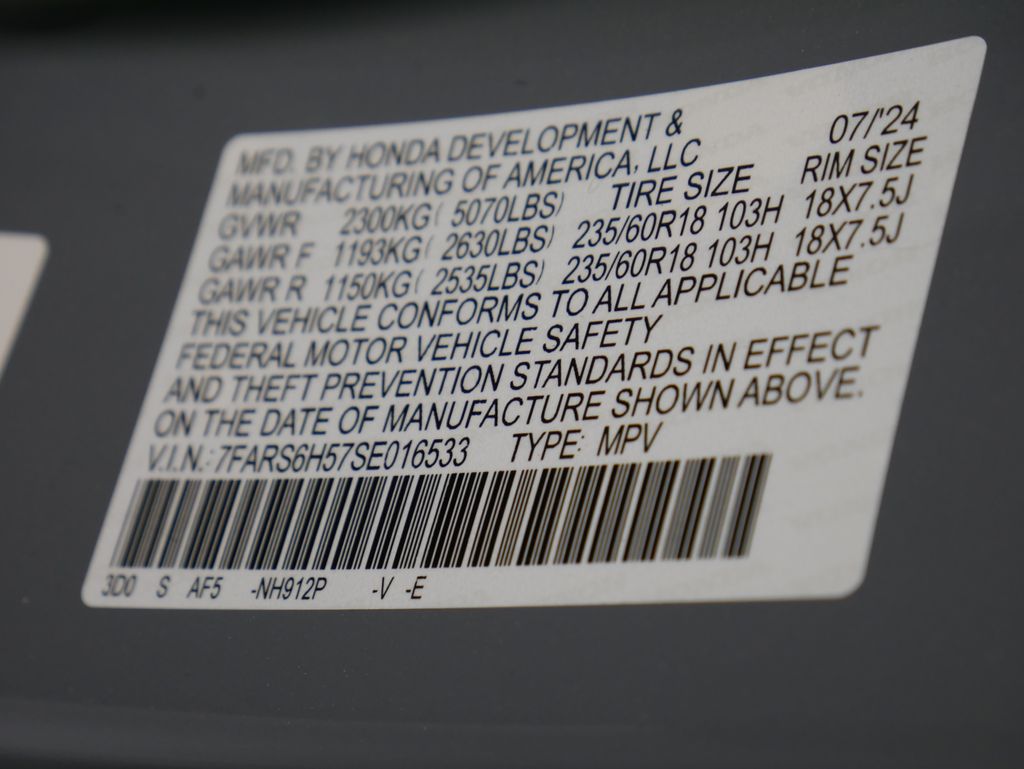 MFD. BY HONDA DEVELOPMENT & 07/'24
MANUFACTURING OF AMERICA, LLC
GVWR 2300KG( 5070LBS) TIRE SIZE RIM SIZE
GAWR F 1193KG( 2630LBS) 235/60R18 103H 18X7.5J
GAWR R 1150KG( 2535LBS) 235/60R18 103H 18X7.5J
THIS VEHICLE CONFORMS TO ALL APPLICABLE
FEDERAL MOTOR VEHICLE SAFETY
AND THEFT PREVENTION STANDARDS IN EFFECT
ON THE DATE OF MANUFACTURE SHOWN ABOVE.
V.I.N.: 7FARS6H57SE016533 TYPE: MPV
3D0 S AF5 -NH912P -V -E